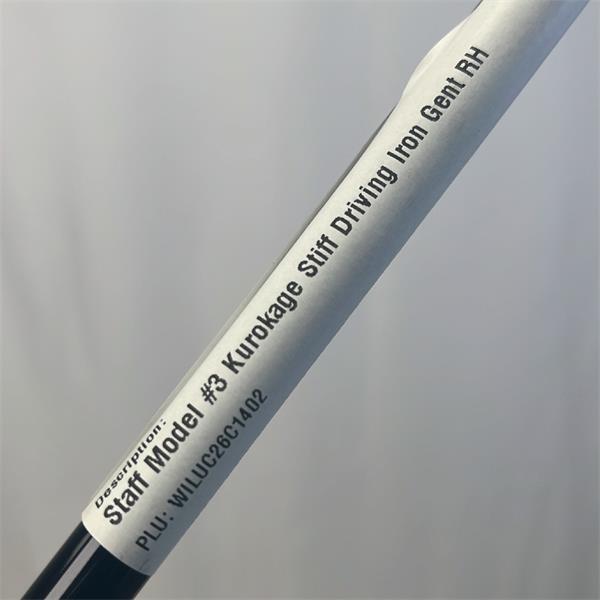 Description:
Staff Model #3 Kurokage Stiff Driving Iron Gent RH
PLU: WILUC26C1402